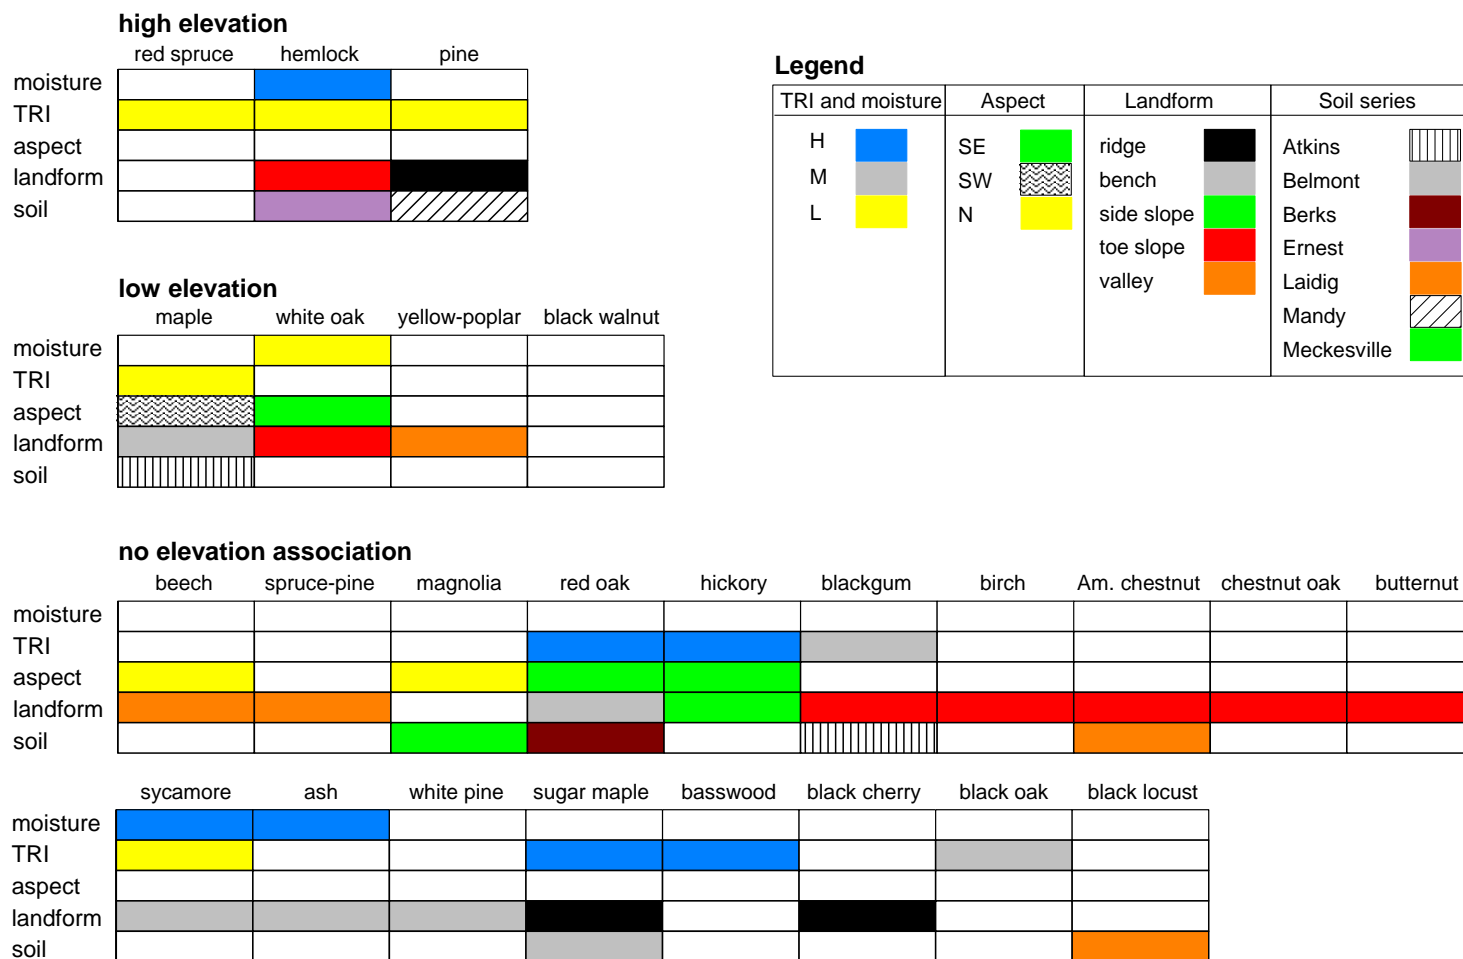 high elevation
red spruce hemlock pine
moisture
TRI
aspect
landform
soil
Legend
TRI and moisture Aspect Landform Soil series
H SE ridge Atkins
M SW bench Belmont
L N side slope Berks
toe slope Ernest
valley Laidig
Mandy
Meckesville
low elevation
maple white oak yellow-poplar black walnut
moisture
TRI
aspect
landform
soil
no elevation association
beech spruce-pine magnolia red oak hickory blackgum birch Am. chestnut chestnut oak butternut
moisture
TRI
aspect
landform
soil
sycamore ash white pine sugar maple basswood black cherry black oak black locust
moisture
TRI
aspect
landform
soil